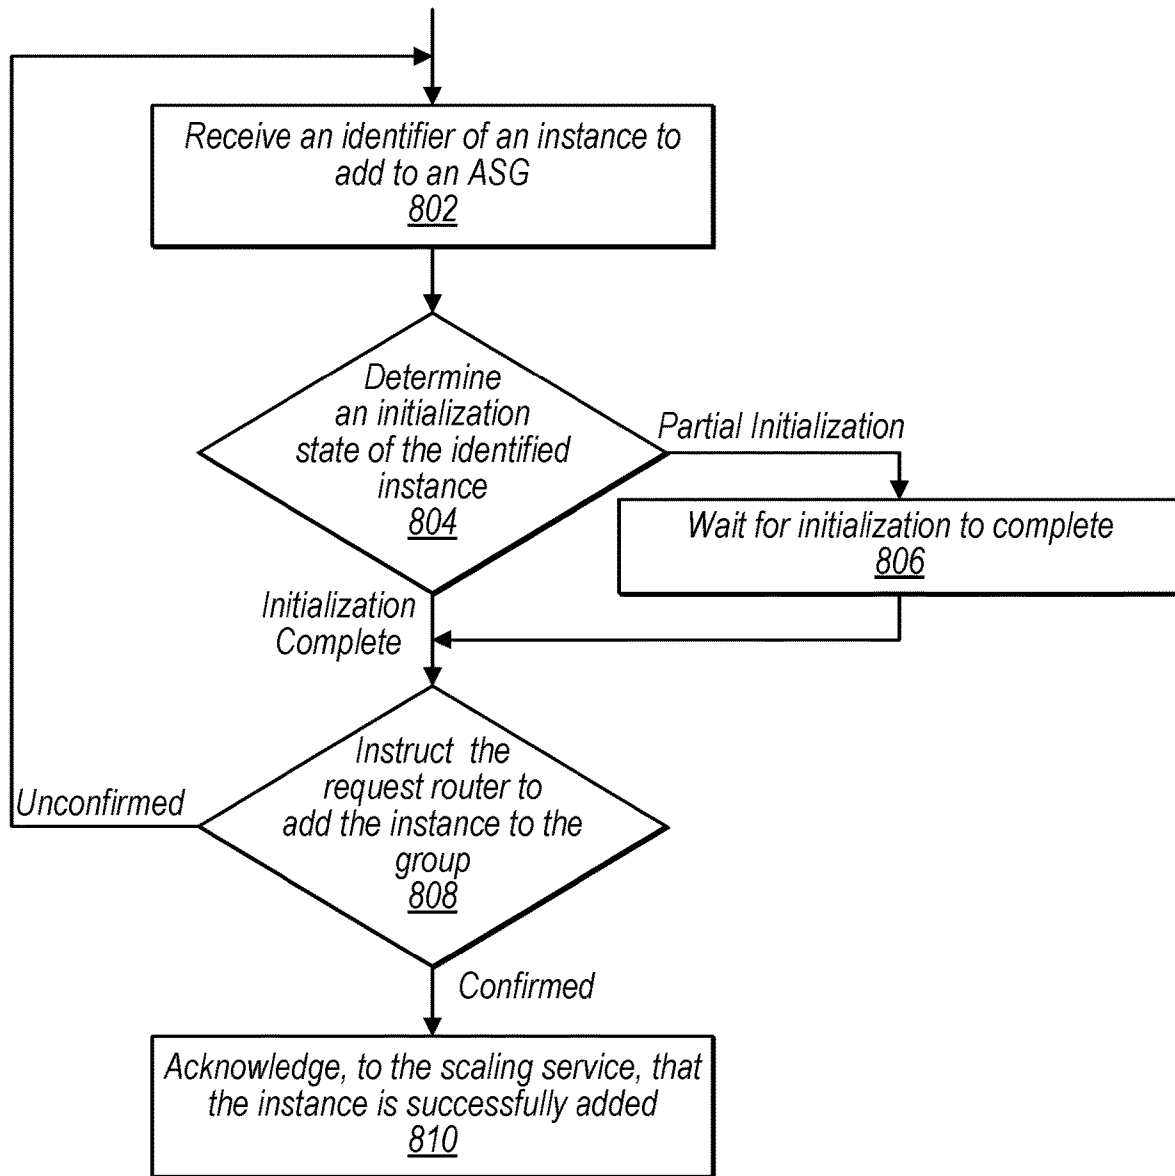 Receive an identifier of an instance to
add to an ASG
802
Determine
an initialization
state of the identified
instance
804
Partial Initialization
Wait for initialization to complete
806
Initialization
Complete
Instruct the
request router to
add the instance to the
group
808
Unconfirmed
Confirmed
Acknowledge, to the scaling service, that
the instance is successfully added
810